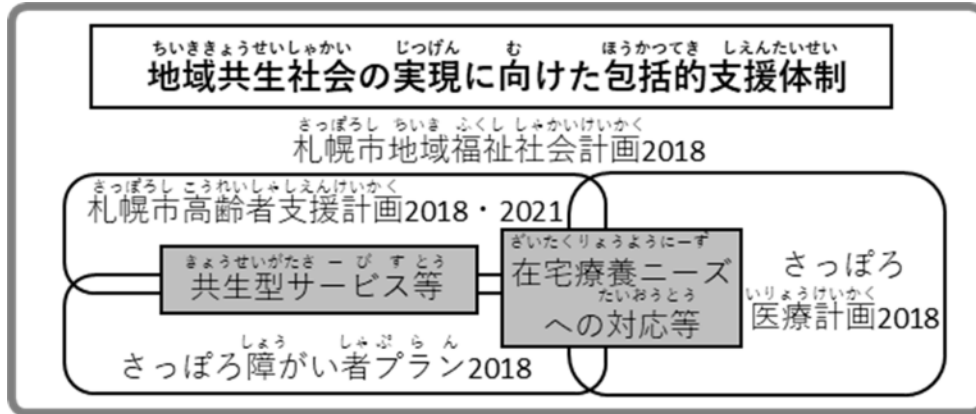 ちいききょうせいしゃかい じつげん む ほうかつてき しえんたいせい
地域共生社会の実現に向けた包括的支援体制
さっぽろし ちいき ふくし しゃかいけいかく
札幌市地域福祉社会計画2018
さっぽろし こうれいしゃしえんけいかく
札幌市高齢者支援計画2018・2021
きょうせいがたさーびすとう
共生型サービス等
ざいたくりょうようにーず
在宅療養ニーズ
たいおうとう
への対応等
さっぽろ
いりょうけいかく
医療計画2018
しょう しゃぷらん
さっぽろ障がい者プラン2018